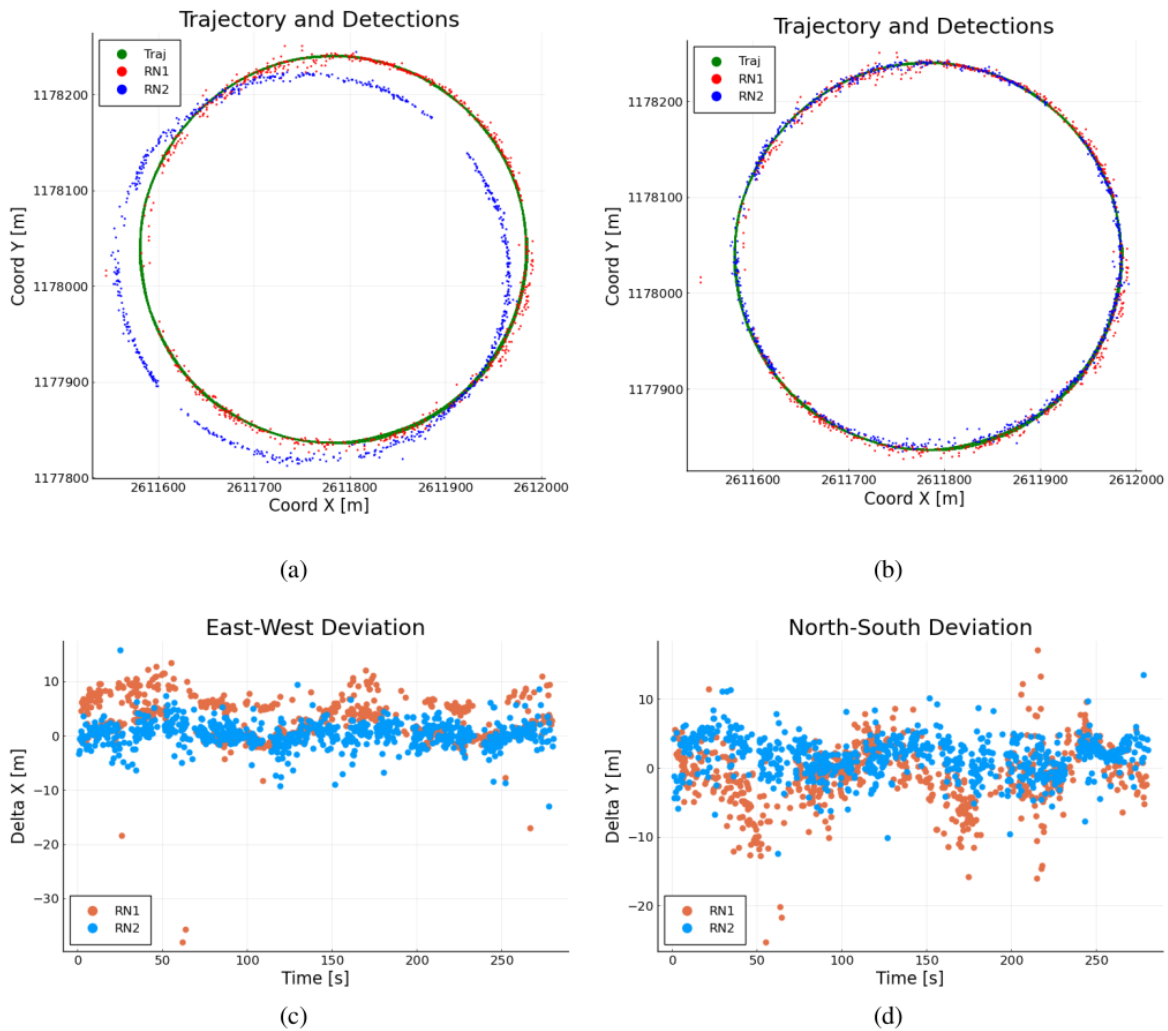 Trajectory and Detections
Traj
RN1
RN2
1178200
1178100
1178000
1177900
1177800
Coord Y [m]
2611600 2611700 2611800 2611900 2612000
Coord X [m]
(a)
Trajectory and Detections
Traj
RN1
RN2
1178200
1178100
1178000
1177900
Coord Y [m]
2611600 2611700 2611800 2611900 2612000
Coord X [m]
(b)
East-West Deviation
10
0
−10
−20
−30
Delta X [m]
RN1
RN2
0 50 100 150 200 250
Time [s]
(c)
North-South Deviation
10
0
−10
−20
Delta Y [m]
RN1
RN2
0 50 100 150 200 250
Time [s]
(d)